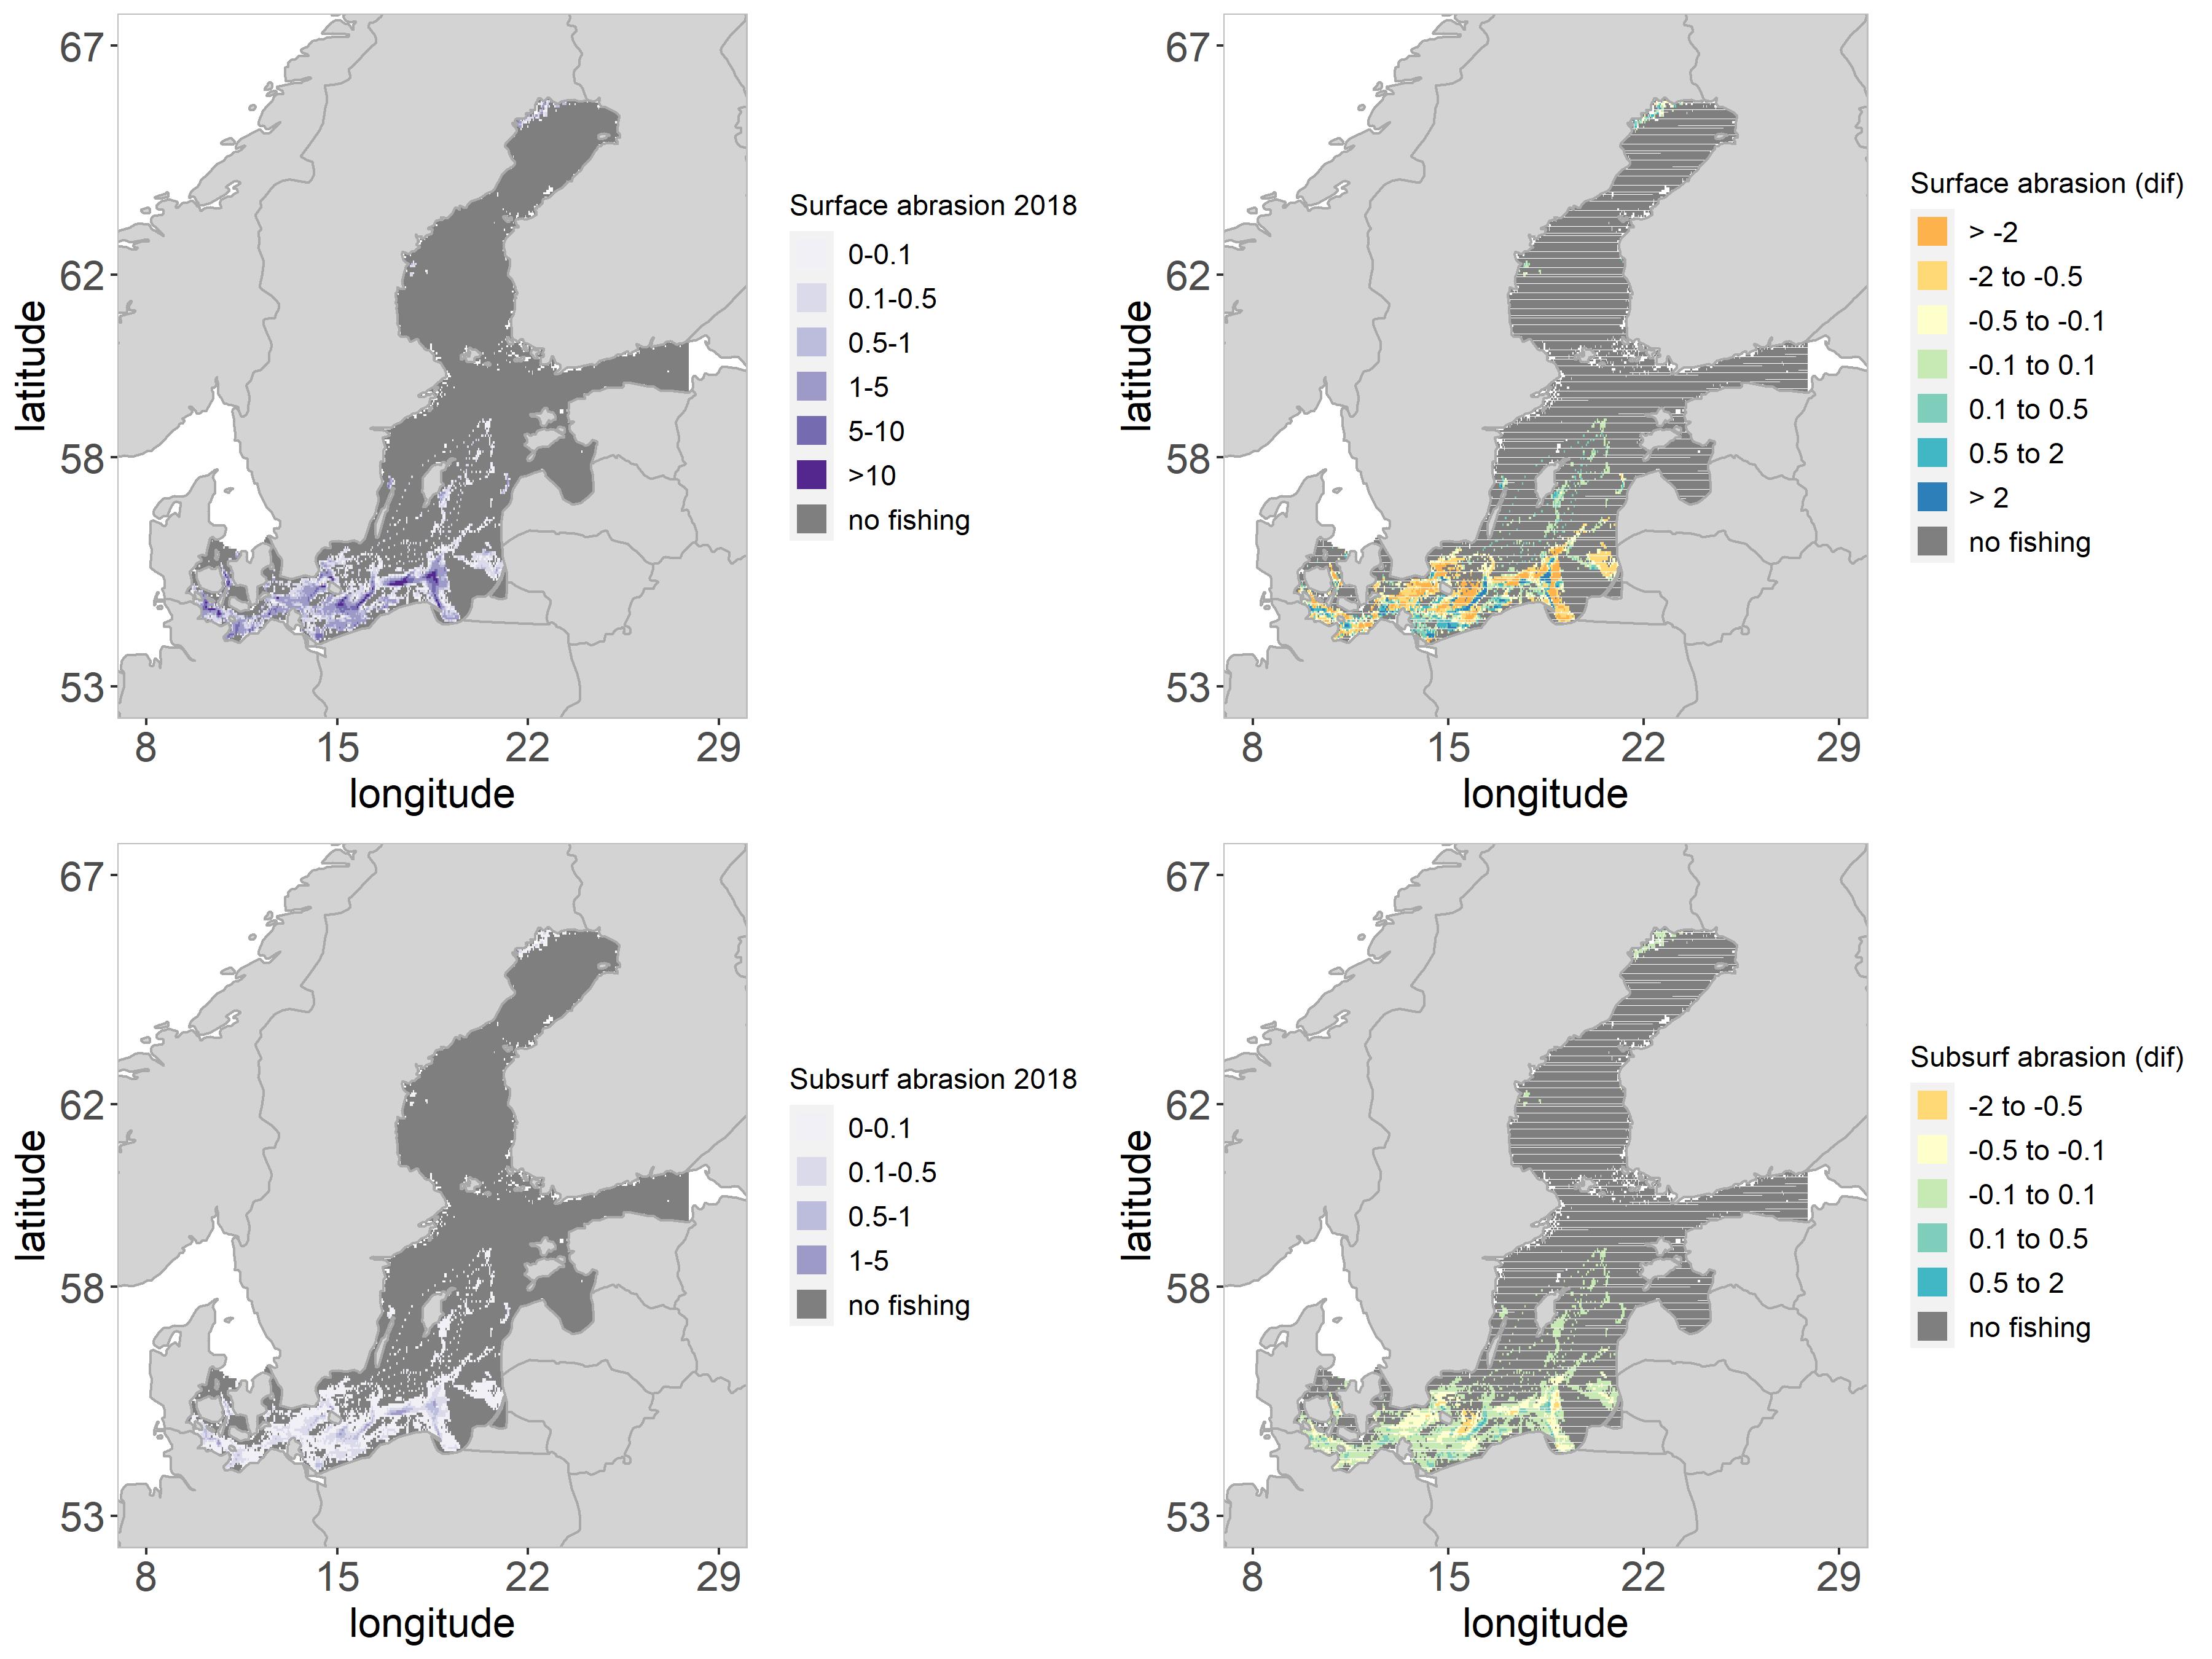 67
62
58
53
latitude
8 15 22 29
longitude
Surface abrasion 2018
0-0.1
0.1-0.5
0.5-1
1-5
5-10
>10
no fishing
67
62
58
53
latitude
8 15 22 29
longitude
Surface abrasion (dif)
> -2
-2 to -0.5
-0.5 to -0.1
-0.1 to 0.1
0.1 to 0.5
0.5 to 2
> 2
no fishing
67
62
58
53
latitude
8 15 22 29
longitude
Subsurf abrasion 2018
0-0.1
0.1-0.5
0.5-1
1-5
no fishing
67
62
58
53
latitude
8 15 22 29
longitude
Subsurf abrasion (dif)
-2 to -0.5
-0.5 to -0.1
-0.1 to 0.1
0.1 to 0.5
0.5 to 2
no fishing